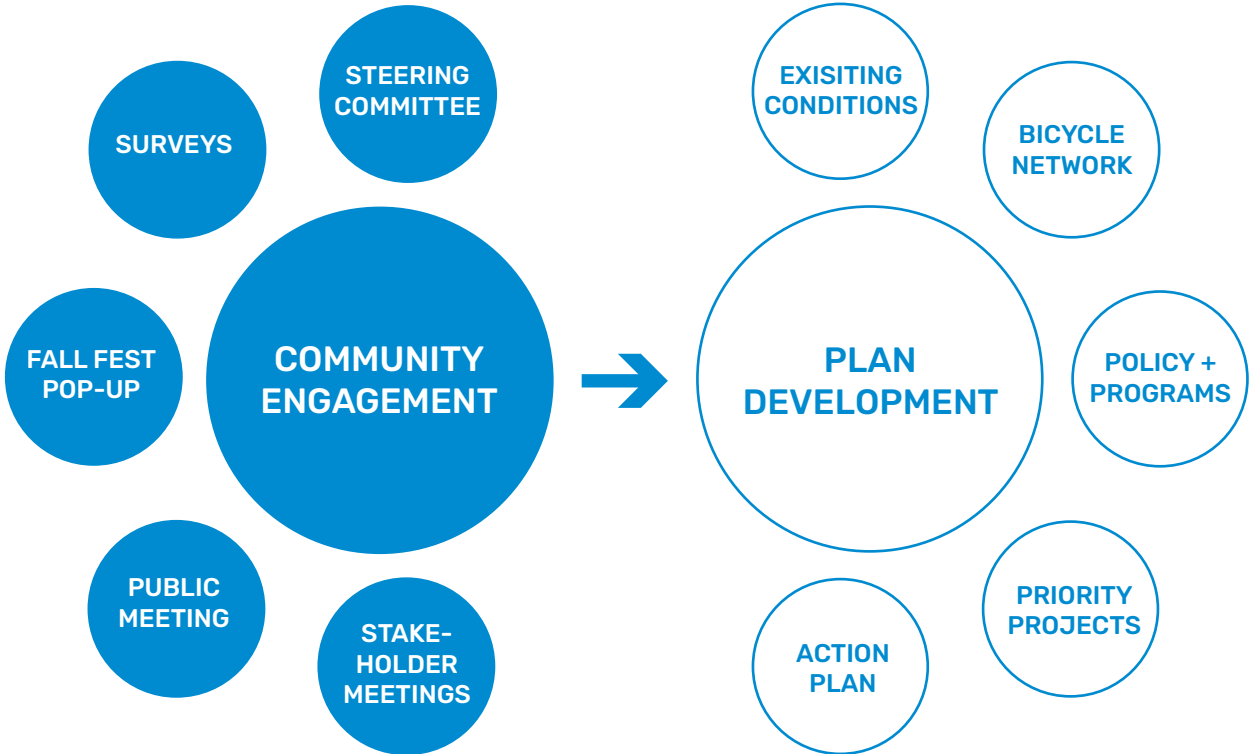 STEERING
COMMITTEE
SURVEYS
FALL FEST
POP-UP
COMMUNITY
ENGAGEMENT
PUBLIC
MEETING
STAKE-
HOLDER
MEETINGS
EXISITING
CONDITIONS
BICYCLE
NETWORK
PLAN
DEVELOPMENT
POLICY +
PROGRAMS
PRIORITY
PROJECTS
ACTION
PLAN